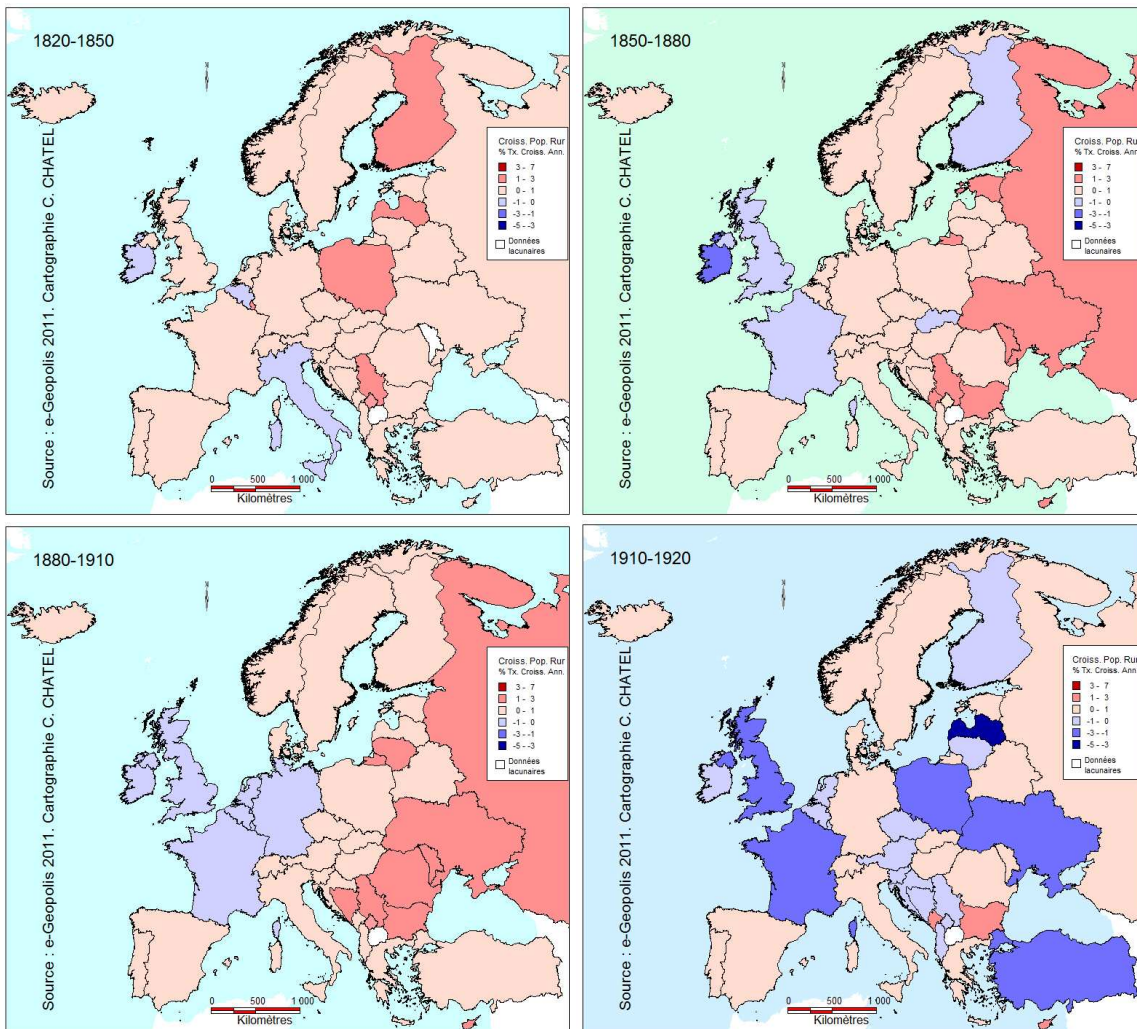 1820-1850
N
Source : e-Geopolis 2011. Cartographie C. CHATEL
Croiss. Pop. Rur
% Tx. Croiss. Ann.
3 - 7
1 - 3
0 - 1
-1 - 0
-3 - -1
-5 - -3
Données
lacunaires
0 500 1 000
Kilomètres
1850-1880
N
Source : e-Geopolis 2011. Cartographie C. CHATEL
Croiss. Pop. Rur
% Tx. Croiss. Ann.
3 - 7
1 - 3
0 - 1
-1 - 0
-3 - -1
-5 - -3
Données
lacunaires
0 500 1 000
Kilomètres
1880-1910
N
Source : e-Geopolis 2011. Cartographie C. CHATEL
Croiss. Pop. Rur
% Tx. Croiss. Ann.
3 - 7
1 - 3
0 - 1
-1 - 0
-3 - -1
-5 - -3
Données
lacunaires
0 500 1 000
Kilomètres
1910-1920
N
Source : e-Geopolis 2011. Cartographie C. CHATEL
Croiss. Pop. Rur
% Tx. Croiss. Ann.
3 - 7
1 - 3
0 - 1
-1 - 0
-3 - -1
-5 - -3
Données
lacunaires
0 500 1 000
Kilomètres